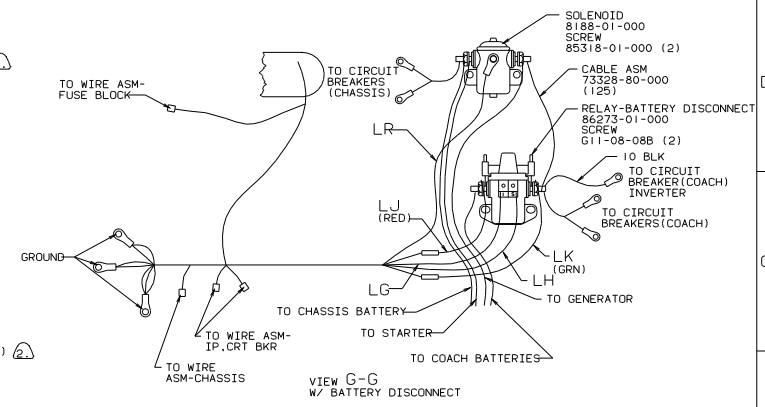 SOLENOID
8188-01-000
SCREW
85318-01-000 (2)
TO CIRCUIT
BREAKERS
(CHASSIS)
CABLE ASM
73328-80-000
(125)
TO WIRE ASM-
FUSE BLOCK
RELAY-BATTERY DISCONNECT
86273-01-000
SCREW
G11-08-08B (2)
LR
10 BLK
TO CIRCUIT
BREAKER(COACH)
INVERTER
LJ
(RED)
TO CIRCUIT
BREAKERS(COACH)
GROUND
LK
(GRN)
LH
LG
TO GENERATOR
TO CHASSIS BATTERY
TO STARTER
TO WIRE ASM-
IP,CRT BKR
TO COACH BATTERIES
TO WIRE
ASM-CHASSIS
) 2.
VIEW G-G
W/ BATTERY DISCONNECT
D
C